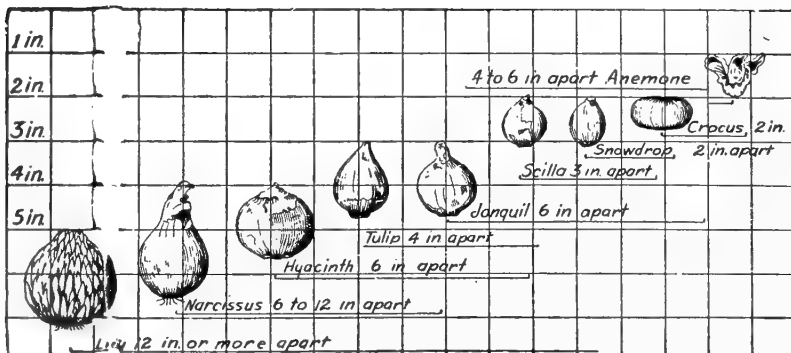 1 in.
4 to 6 in apart Anemone
2 in.
Crocus, 2 in.
3 in.
Snowdrop 2 in. apart
4 in.
Scilla 3 in. apart
5 in.
Jonquil 6 in apart
Tulip 4 in apart
Hyacinth 6 in apart
Narcissus 6 to 12 in apart
Lily 12 in. or more apart